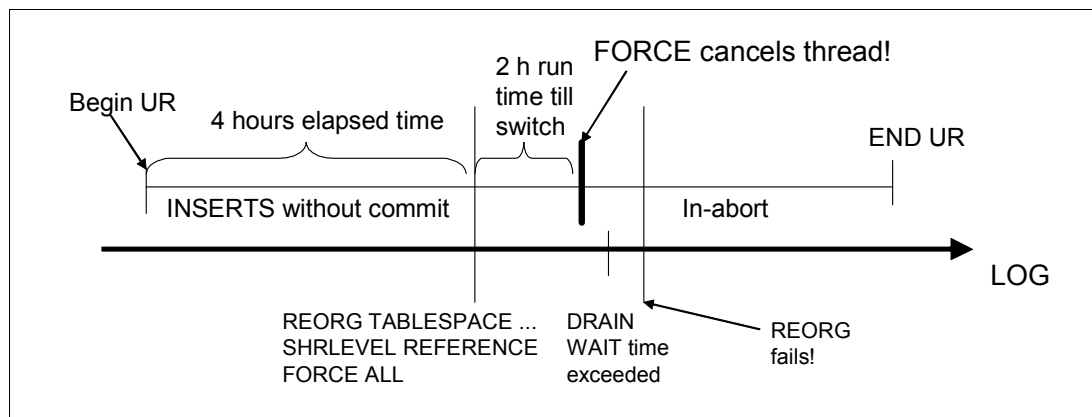 FORCE cancels thread!
2 h run
time till
switch
Begin UR
4 hours elapsed time
END UR
INSERTS without commit
In-abort
LOG
REORG TABLESPACE ...
SHRLEVEL REFERENCE
FORCE ALL
DRAIN
WAIT time
exceeded
REORG
fails!